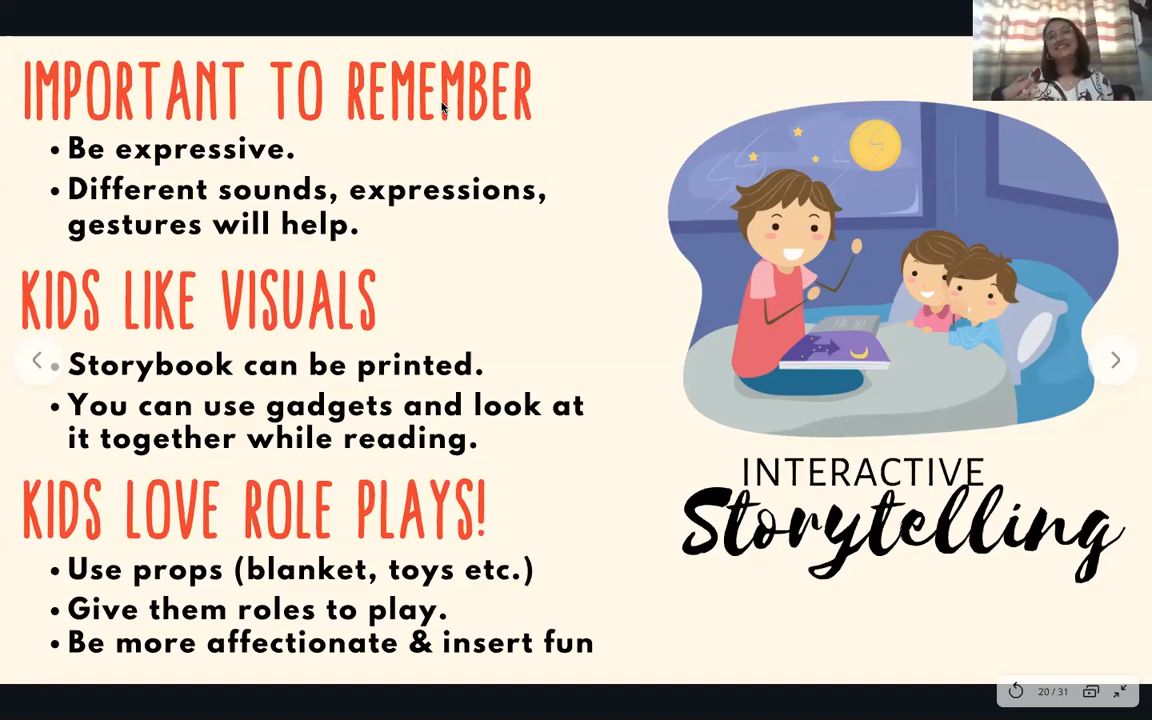 IMPORTANT TO REMEMBER
• Be expressive.
• Different sounds, expressions,
gestures will help.
KIDS LIKE VISUALS
• Storybook can be printed.
• You can use gadgets and look at
it together while reading.
KIDS LOVE ROLE PLAYS!
• Use props (blanket, toys etc.)
• Give them roles to play.
• Be more affectionate & insert fun
INTERACTIVE
Storytelling
20 / 31